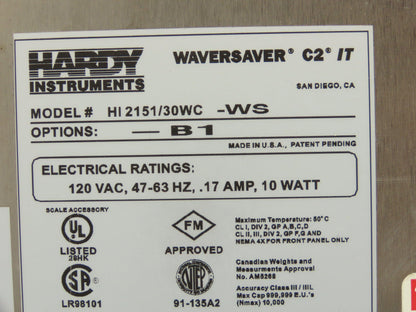 HARDY
INSTRUMENTS
WAVERSAVER® C2® IT
SAN DIEGO, CA
MODEL # HI 2151/30WC -WS
OPTIONS: — B1
MADE IN U.S.A., PATENT PENDING
ELECTRICAL RATINGS:
120 VAC, 47-63 HZ, .17 AMP, 10 WATT
SCALE ACCESSORY
UL
LISTED
28HK
SA
LR98101
FM
APPROVED
NTEP
91-135A2
Maximum Temperature: 50°C
CL I, DIV 2, GP A,B,C,D
CL II, III, DIV 2, GP F,G AND
NEMA 4X FOR FRONT PANEL ONLY
Canadian Weights and
Measurments Approval
No. AM5268
Accuracy Class III / IIIL
Max Cap 999,999 E.U.'s
(Nmax) 10,000